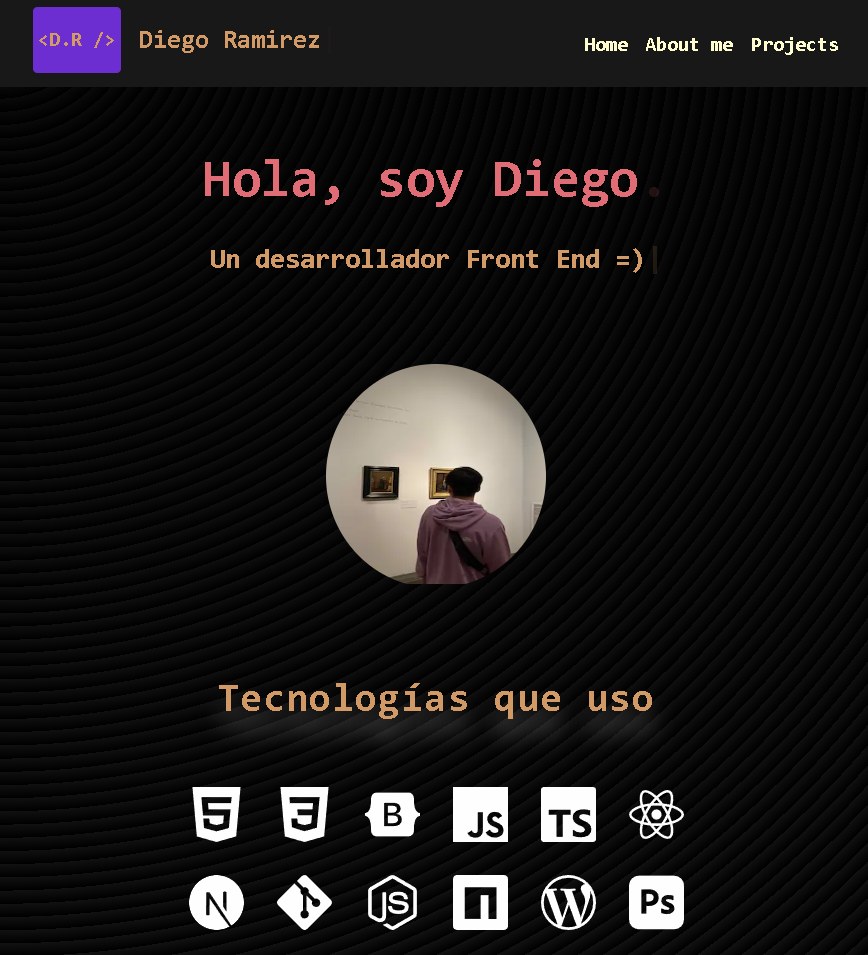 <D.R />
Diego Ramirez
Home About me Projects
Hola, soy Diego.
Un desarrollador Front End =)
Tecnologías que uso
5 3 B JS TS
N JS n W Ps